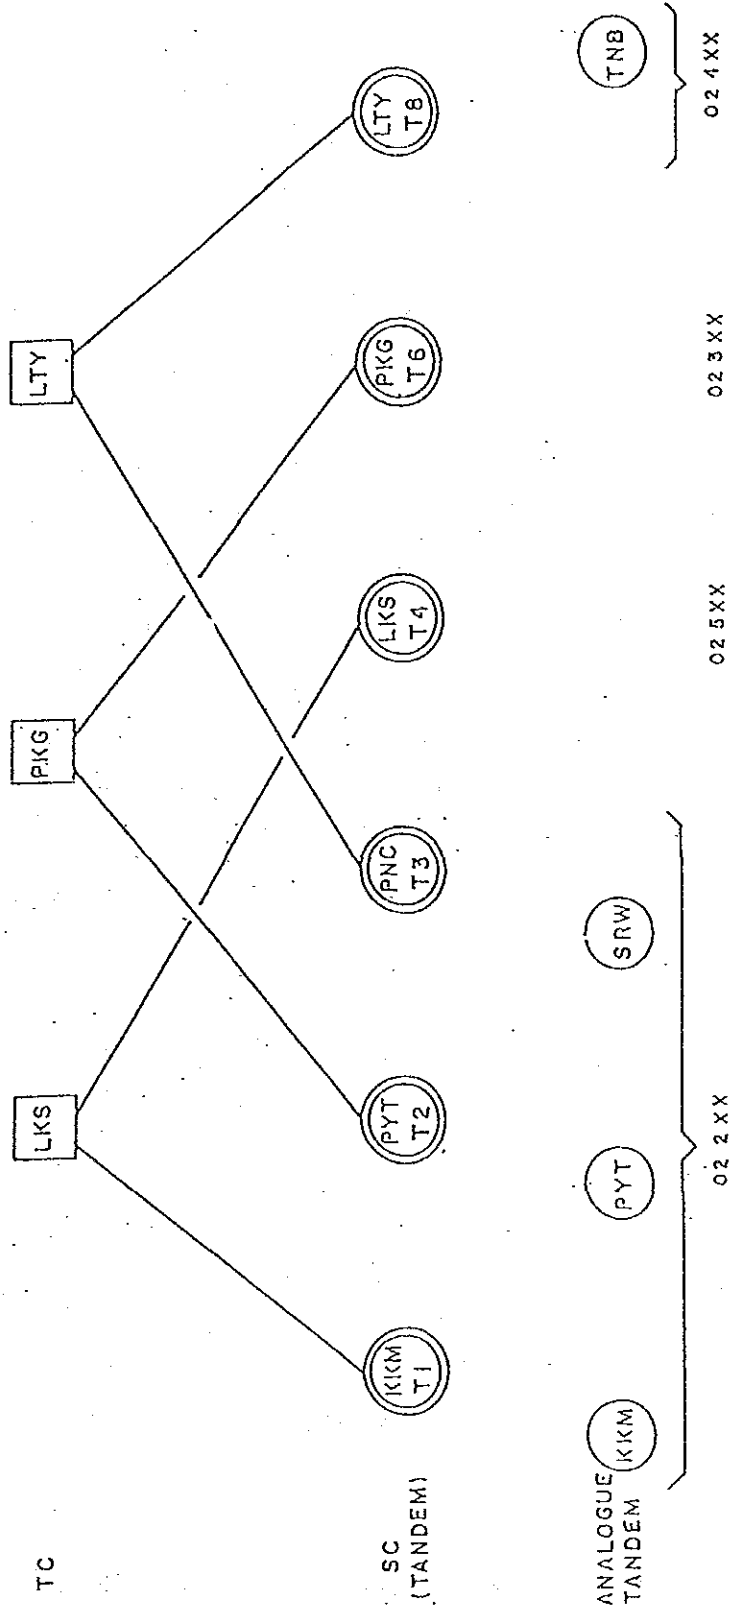 TC
LKS
PKG
LTY
SC
(TANDEM)
KKM
T1
PYT
T2
PNC
T3
LKS
T4
PKG
T6
LTY
T8
ANALOGUE
TANDEM
KKM
PYT
SRW
TNB
02 2XX
02 5XX
02 3XX
02 4XX